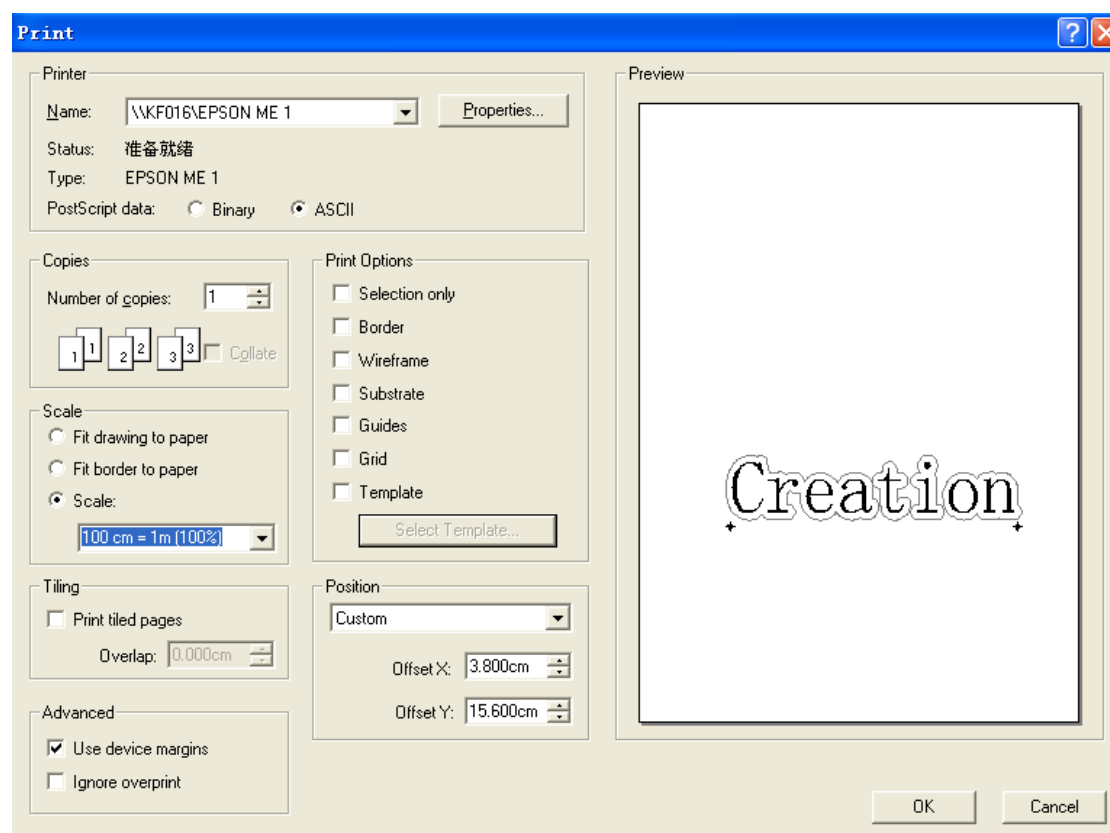 Print
Printer
Name: \\KF016\EPSON ME 1 Properties...
Status: 准备就绪
Type: EPSON ME 1
PostScript data: Binary ASCII
Copies
Number of copies: 1
1 1 2 2 3 3 Collate
Scale
Fit drawing to paper
Fit border to paper
Scale:
100 cm = 1m (100%)
Tiling
Print tiled pages
Overlap: 0.000cm
Advanced
Use device margins
Ignore overprint
Print Options
Selection only
Border
Wireframe
Substrate
Guides
Grid
Template
Select Template...
Position
Custom
Offset X: 3.800cm
Offset Y: 15.600cm
Preview
Creation
OK Cancel